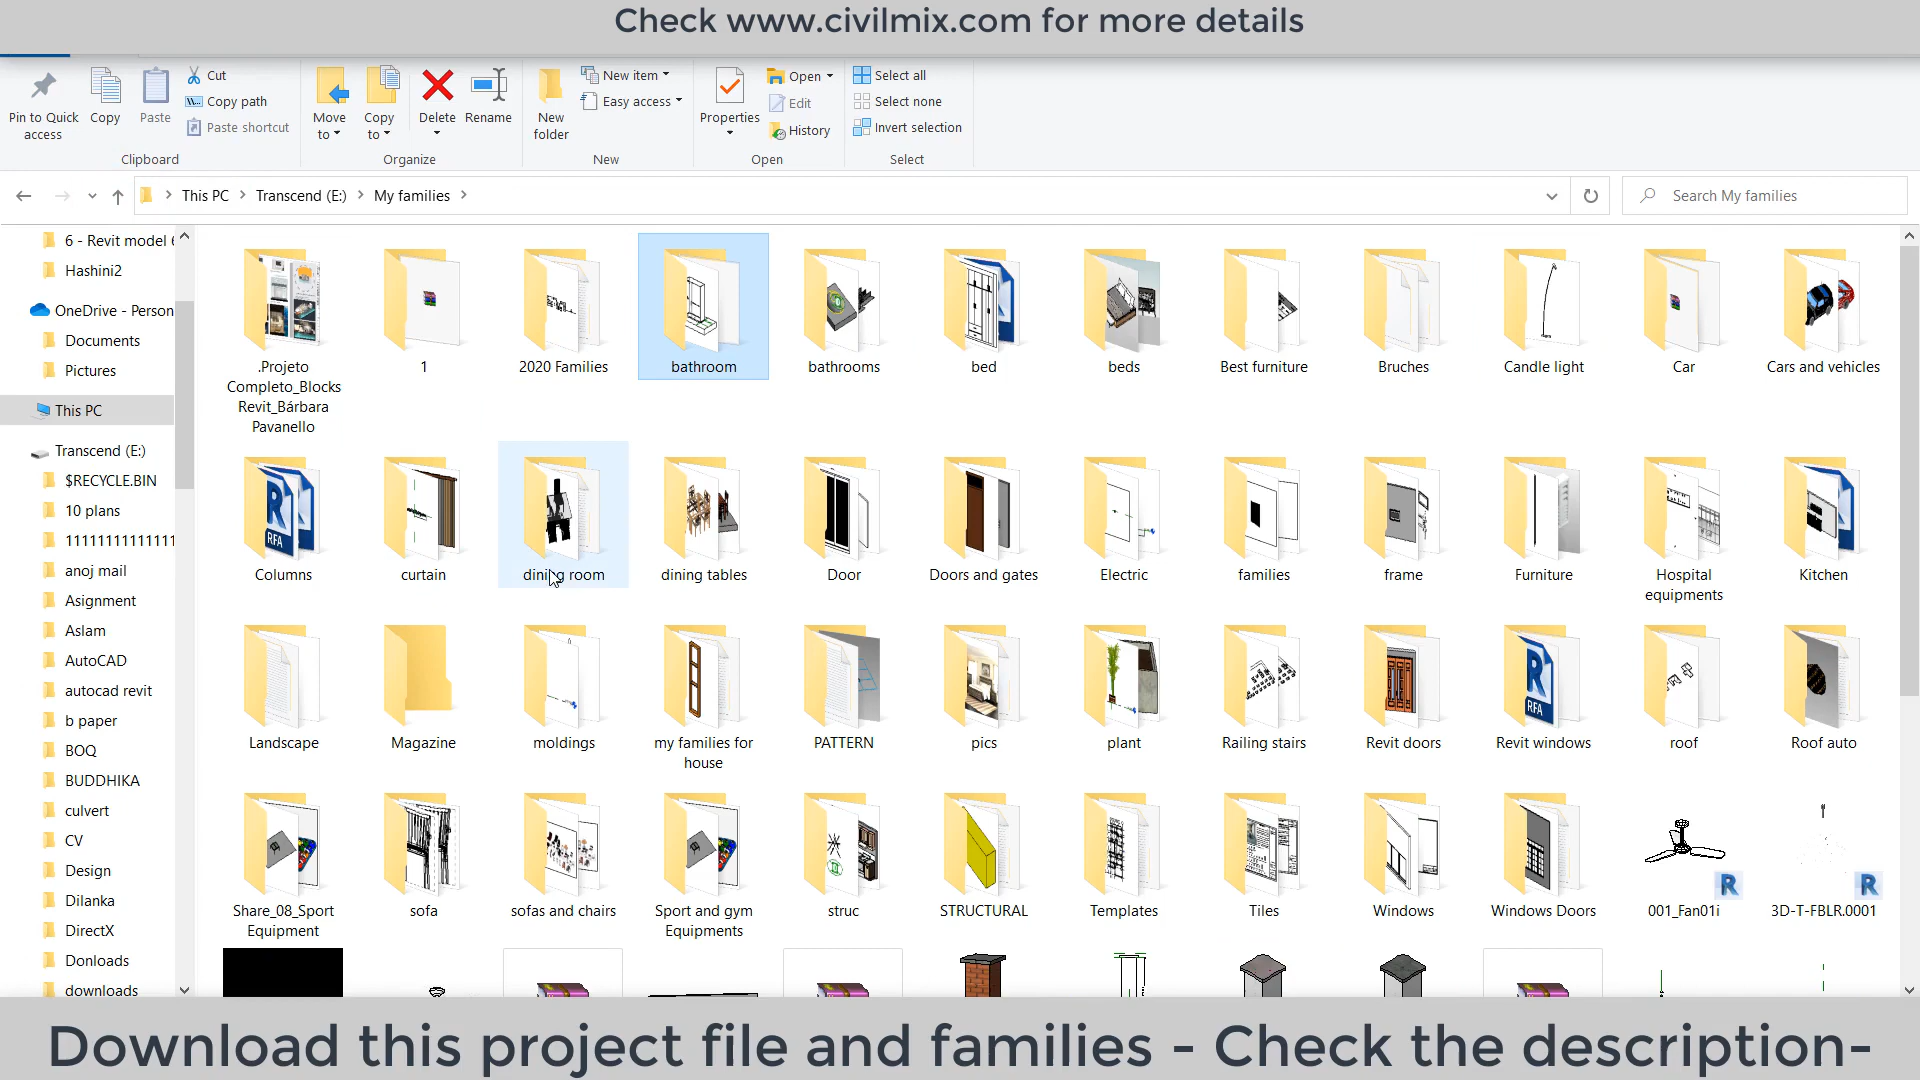 Check www.civilmix.com for more details
Pin to Quick access
Copy
Paste
Cut
Copy path
Paste shortcut
Clipboard
Move to
Copy to
Delete
Rename
Organize
New folder
New item
Easy access
New
Properties
Open
Edit
History
Open
Select all
Select none
Invert selection
Select
This PC
Transcend (E:)
My families
Search My families
6 - Revit model 6
Hashini2
OneDrive - Person
Documents
Pictures
This PC
Transcend (E:)
$RECYCLE.BIN
10 plans
anoj mail
Asignment
Aslam
AutoCAD
autocad revit
b paper
BOQ
BUDDHIKA
culvert
CV
Design
Dilanka
DirectX
Donloads
downloads
.Projeto
Completo_Blocks
Revit_Bárbara
Pavanello
1
2020 Families
bathroom
bathrooms
bed
beds
Best furniture
Bruches
Candle light
Car
Cars and vehicles
Columns
curtain
dining room
dining tables
Door
Doors and gates
Electric
families
frame
Furniture
Hospital
equipments
Kitchen
Landscape
Magazine
moldings
my families for
house
PATTERN
pics
plant
Railing stairs
Revit doors
Revit windows
roof
Roof auto
Share_08_Sport
Equipment
sofa
sofas and chairs
Sport and gym
Equipments
struc
STRUCTURAL
Templates
Tiles
Windows
Windows Doors
001_Fan01i
3D-T-FBLR.0001
Download this project file and families - Check the description-